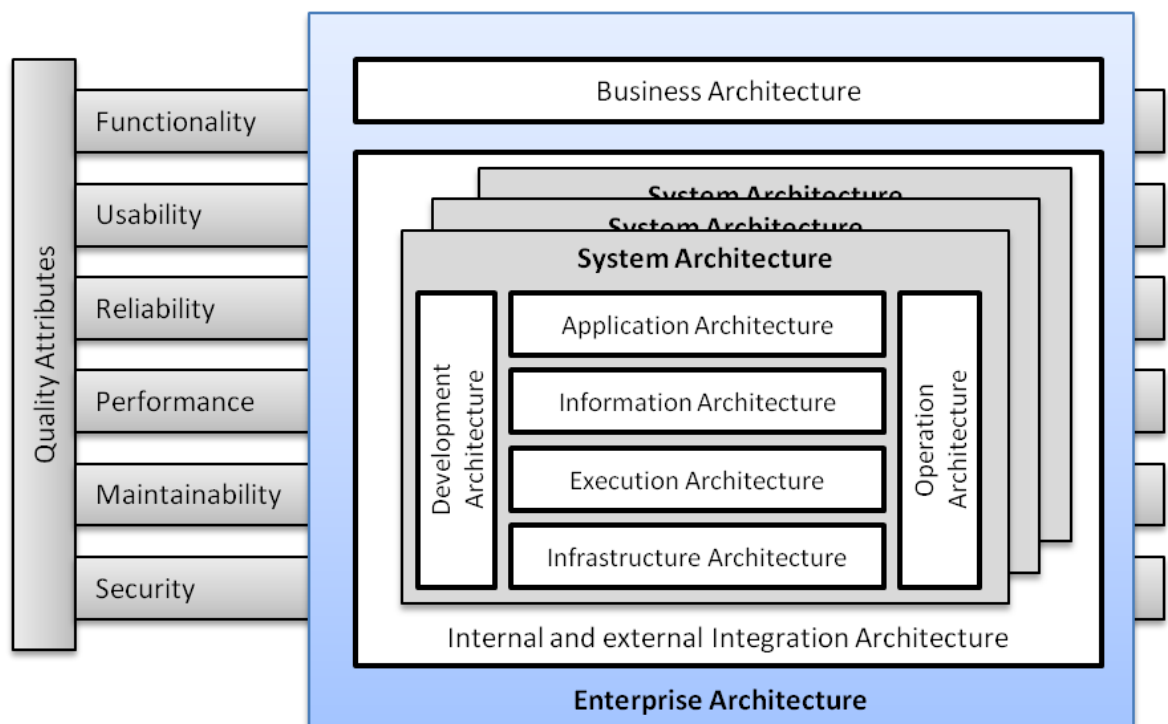 Quality Attributes
Functionality
Usability
Reliability
Performance
Maintainability
Security
Business Architecture
System Architecture
System Architecture
System Architecture
Development
Architecture
Application Architecture
Information Architecture
Execution Architecture
Infrastructure Architecture
Operation
Architecture
Internal and external Integration Architecture
Enterprise Architecture